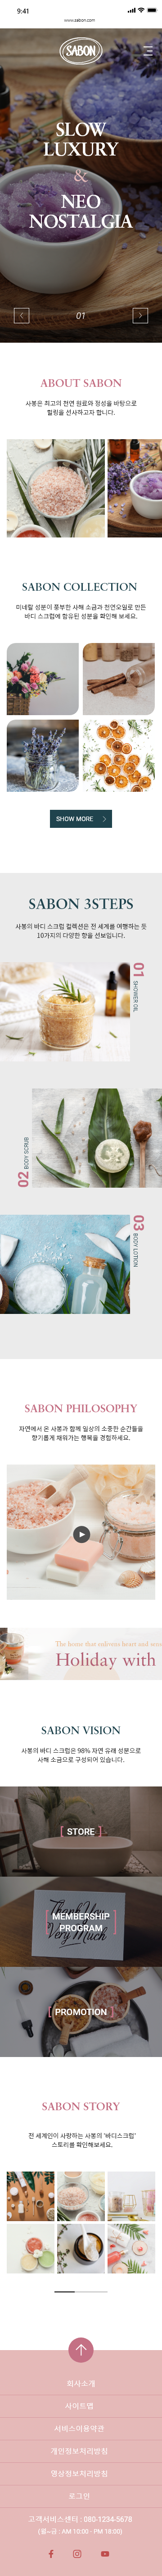 9:41
www.sabon.com
SABON
SLOW
LUXURY
&
NEO
NOSTALGIA
01
ABOUT SABON
사봉은 최고의 천연 원료와 정성을 바탕으로
힐링을 선사하고자 합니다.
SABON COLLECTION
미네랄 성분이 풍부한 사해 소금과 천연오일로 만든
바디 스크럽에 함유된 성분을 확인해 보세요.
SHOW MORE
SABON 3STEPS
사봉의 바디 스크럽 컬렉션은 전 세계를 여행하는 듯
10가지의 다양한 향을 선보입니다.
01 SHOWER OIL
02 BODY SCRUB
03 BODY LOTION
SABON PHILOSOPHY
자연에서 온 사봉과 함께 일상의 소중한 순간들을
향기롭게 채워가는 행복을 경험하세요.
The home that enlivens heart and
Holiday with
SABON VISION
사봉의 바디 스크럽은 98% 자연 유래 성분으로
사해 소금으로 구성되어 있습니다.
[ STORE ]
Thank You
Very Much
[ MEMBERSHIP
PROGRAM ]
[ PROMOTION ]
SABON STORY
전 세계인이 사랑하는 사봉의 '바디스크럽'
스토리를 확인해보세요.
회사소개
사이트맵
서비스이용약관
개인정보처리방침
영상정보처리방침
로그인
고객서비스센터 : 080-1234-5678
(월~금 : AM 10:00 - PM 18:00)